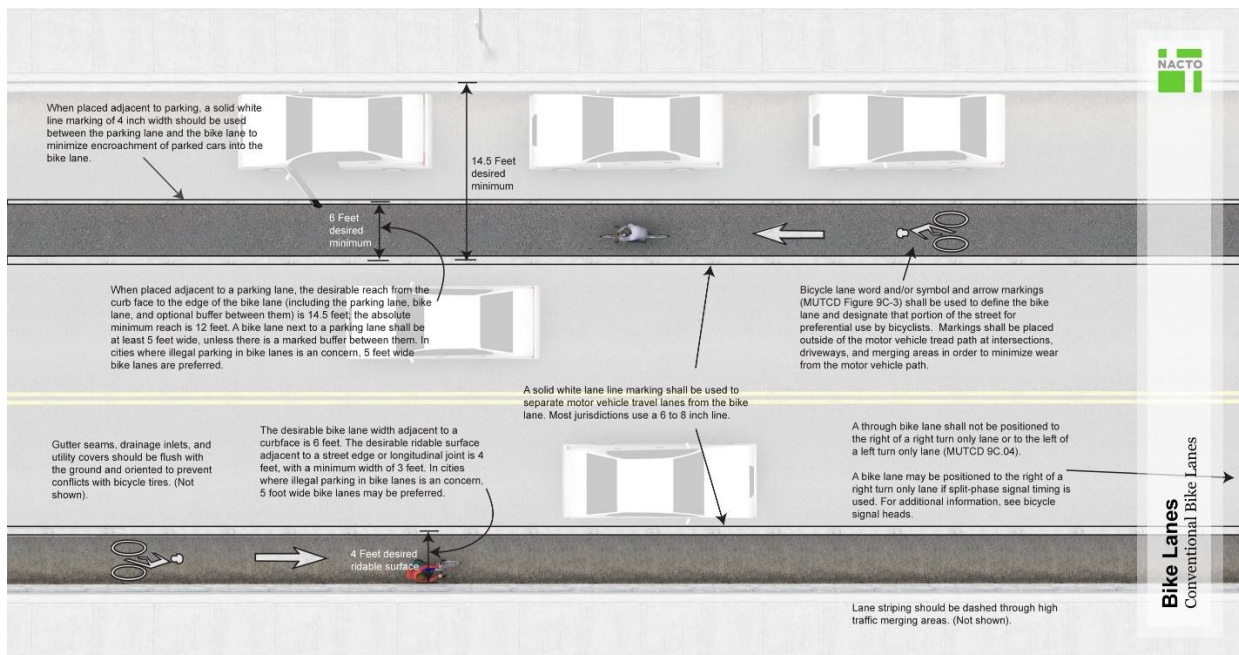 NACTO
When placed adjacent to parking, a solid white
line marking of 4 inch width should be used
between the parking lane and the bike lane to
minimize encroachment of parked cars into the
bike lane.
14.5 Feet
desired
minimum
6 Feet
desired
minimum
When placed adjacent to a parking lane, the desirable reach from the
curb face to the edge of the bike lane (including the parking lane, bike
lane, and optional buffer between them) is 14.5 feet; the absolute
minimum reach is 12 feet. A bike lane next to a parking lane shall be
at least 5 feet wide, unless there is a marked buffer between them. In
cities where illegal parking in bike lanes is an concern, 5 feet wide
bike lanes are preferred.
Bicycle lane word and/or symbol and arrow markings
(MUTCD Figure 9C-3) shall be used to define the bike
lane and designate that portion of the street for
preferential use by bicyclists. Markings shall be placed
outside of the motor vehicle tread path at intersections,
driveways, and merging areas in order to minimize wear
from the motor vehicle path.
A solid white lane line marking shall be used to
separate motor vehicle travel lanes from the bike
lane. Most jurisdictions use a 6 to 8 inch line.
Gutter seams, drainage inlets, and
utility covers should be flush with
the ground and oriented to prevent
conflicts with bicycle tires. (Not
shown).
The desirable bike lane width adjacent to a
curbface is 6 feet. The desirable ridable surface
adjacent to a street edge or longitudinal joint is 4
feet, with a minimum width of 3 feet. In cities
where illegal parking in bike lanes is an concern,
5 foot wide bike lanes may be preferred.
A through bike lane shall not be positioned to
the right of a right turn only lane or to the left of
a left turn only lane (MUTCD 9C.04).
A bike lane may be positioned to the right of a
right turn only lane if split-phase signal timing is
used. For additional information, see bicycle
signal heads.
4 Feet desired
ridable surface
Lane striping should be dashed through high
traffic merging areas. (Not shown).
Bike Lanes
Conventional Bike Lanes